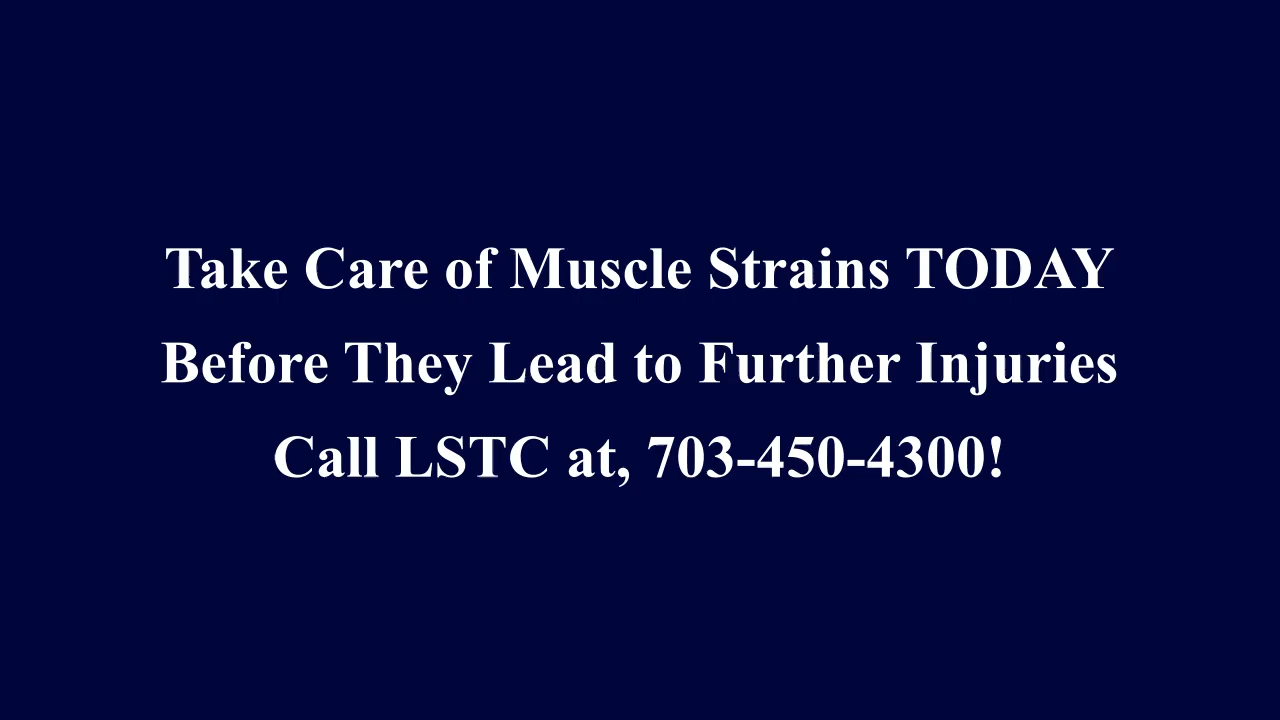 Take Care of Muscle Strains TODAY
Before They Lead to Further Injuries
Call LSTC at, 703-450-4300!